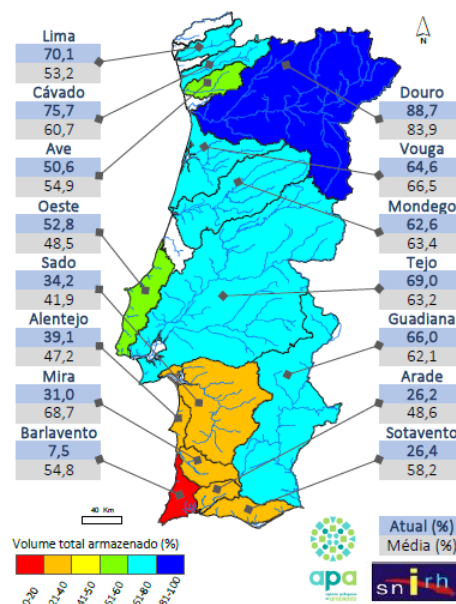 Lima
70,1
53,2
Cávado
75,7
60,7
Ave
50,6
54,9
Oeste
52,8
48,5
Sado
34,2
41,9
Alentejo
39,1
47,2
Mira
31,0
68,7
Barlavento
7,5
54,8
N
Douro
88,7
83,9
Vouga
64,6
66,5
Mondego
62,6
63,4
Tejo
69,0
63,2
Guadiana
66,0
62,1
Arade
26,2
48,6
Sotavento
26,4
58,2
40 Km
Volume total armazenado (%)
0-20
21-40
41-50
51-60
61-80
81-100
apa
Atual (%)
Média (%)
snirh